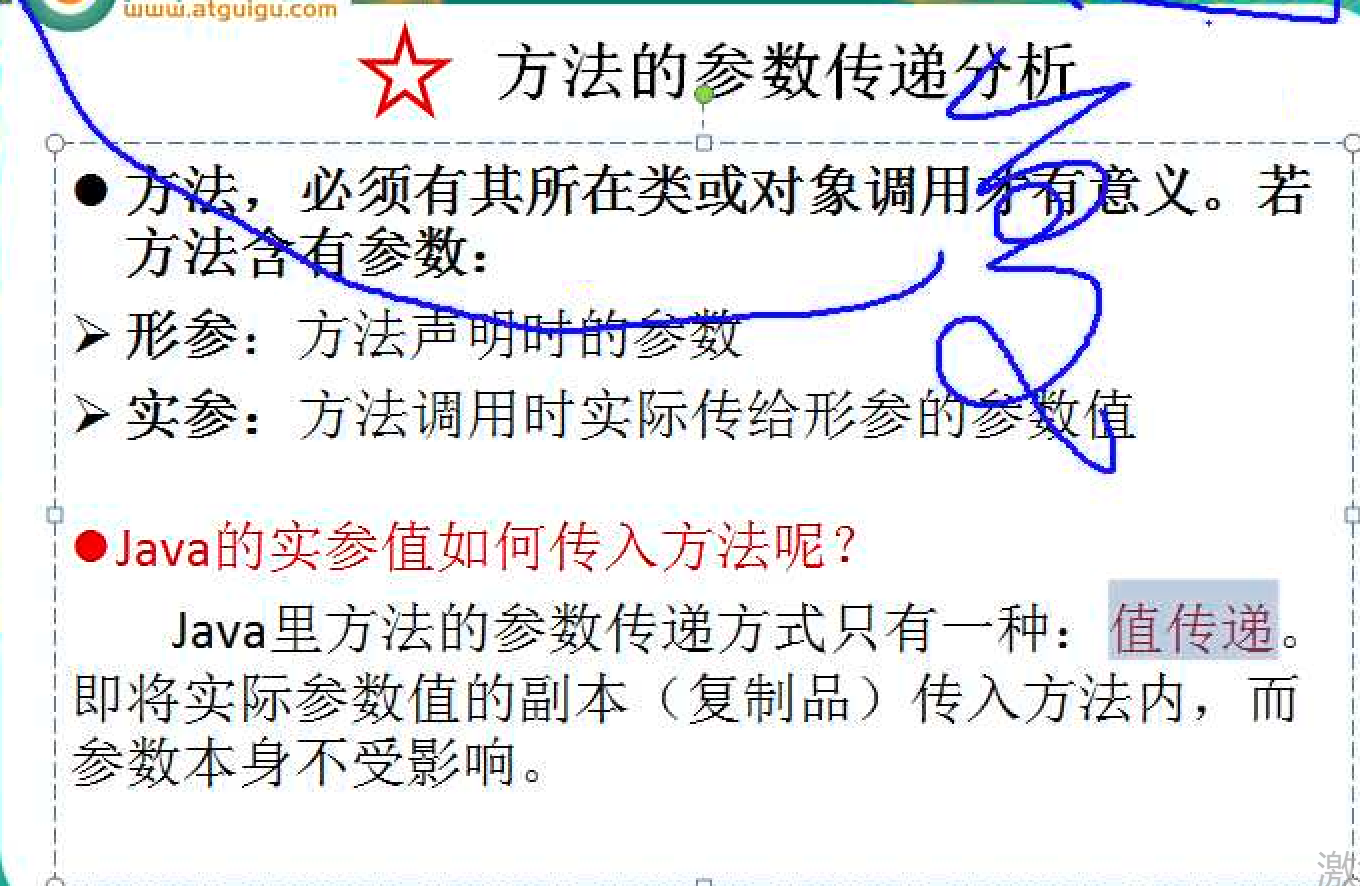 www.atguigu.com
方法的参数传递分析
方法，必须有其所在类或对象调用才有意义。若
方法含有参数：
形参：方法声明时的参数
实参：方法调用时实际传给形参的参数值
Java的实参值如何传入方法呢？
Java里方法的参数传递方式只有一种：值传递。
即将实际参数值的副本（复制品）传入方法内，而
参数本身不受影响。
激